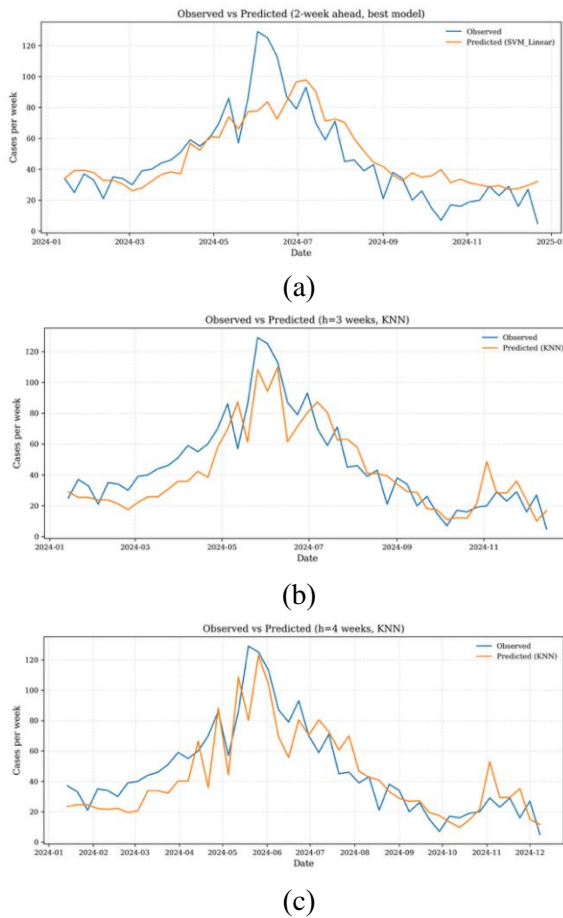 Observed vs Predicted (2-week ahead, best model)
Observed
Predicted (SVM_Linear)
120
100
80
60
40
20
0
Cases per week
2024-01
2024-03
2024-05
2024-07
2024-09
2024-11
2025-01
Date
(a)
Observed vs Predicted (h=3 weeks, KNN)
Observed
Predicted (KNN)
120
100
80
60
40
20
0
Cases per week
2024-01
2024-03
2024-05
2024-07
2024-09
2024-11
Date
(b)
Observed vs Predicted (h=4 weeks, KNN)
Observed
Predicted (KNN)
120
100
80
60
40
20
0
Cases per week
2024-01
2024-02
2024-03
2024-04
2024-05
2024-06
2024-07
2024-08
2024-09
2024-10
2024-11
2024-12
Date
(c)